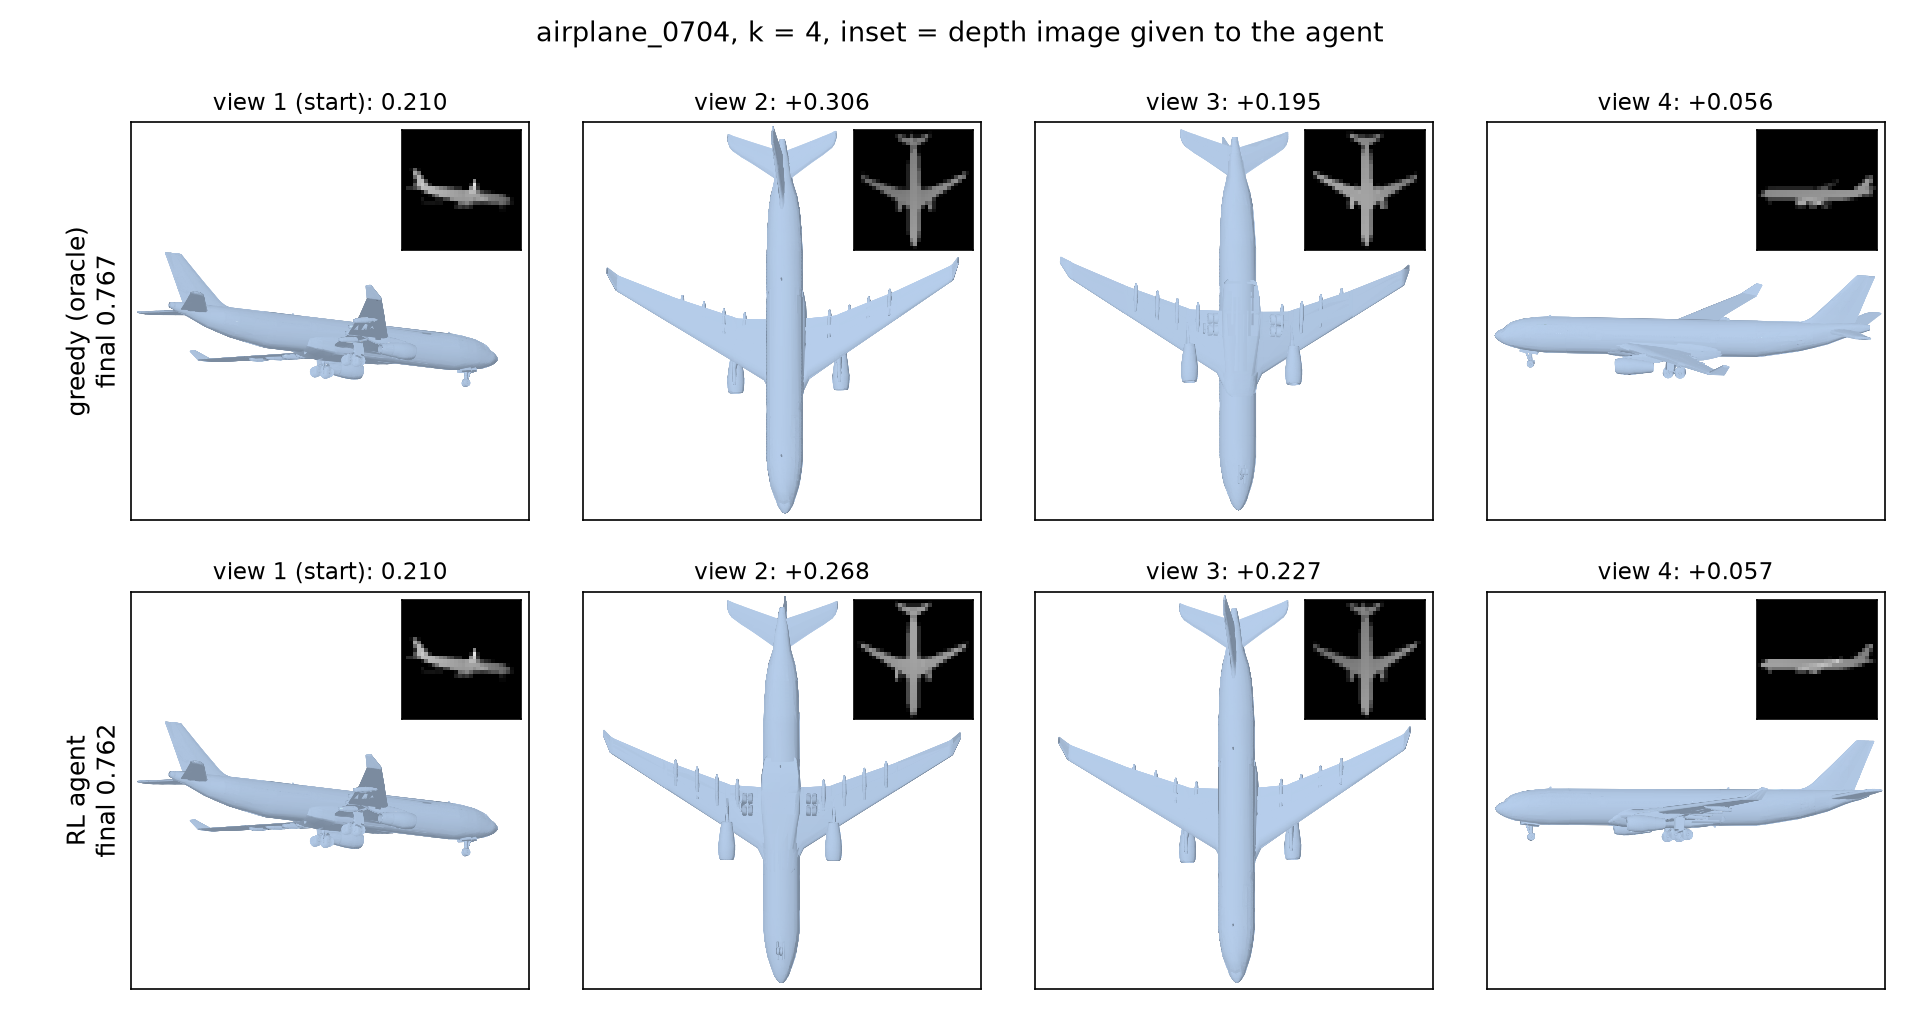 airplane_0704, k = 4, inset = depth image given to the agent
greedy (oracle)
final 0.767
view 1 (start): 0.210
view 2: +0.306
view 3: +0.195
view 4: +0.056
RL agent
final 0.762
view 1 (start): 0.210
view 2: +0.268
view 3: +0.227
view 4: +0.057